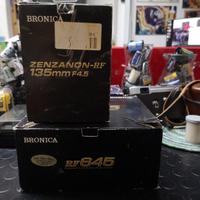 BRONICA
ZENZANON-RF
135mm F4.5
BRONICA
RF645